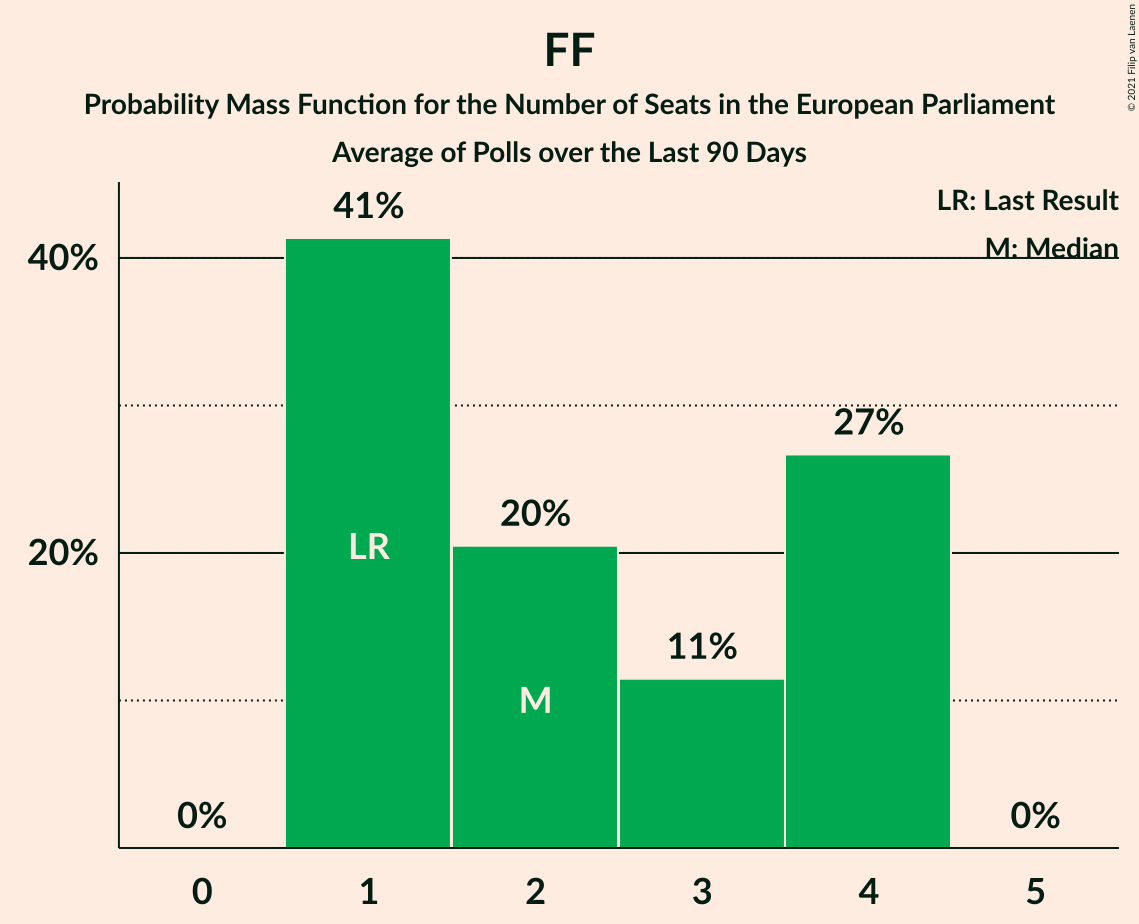 FF
Probability Mass Function for the Number of Seats in the European Parliament
Average of Polls over the Last 90 Days
© 2021 Filip van Laenen
LR: Last Result
M: Median
41%
40%
27%
20%
LR
20%
11%
M
0%
0%
0 1 2 3 4 5